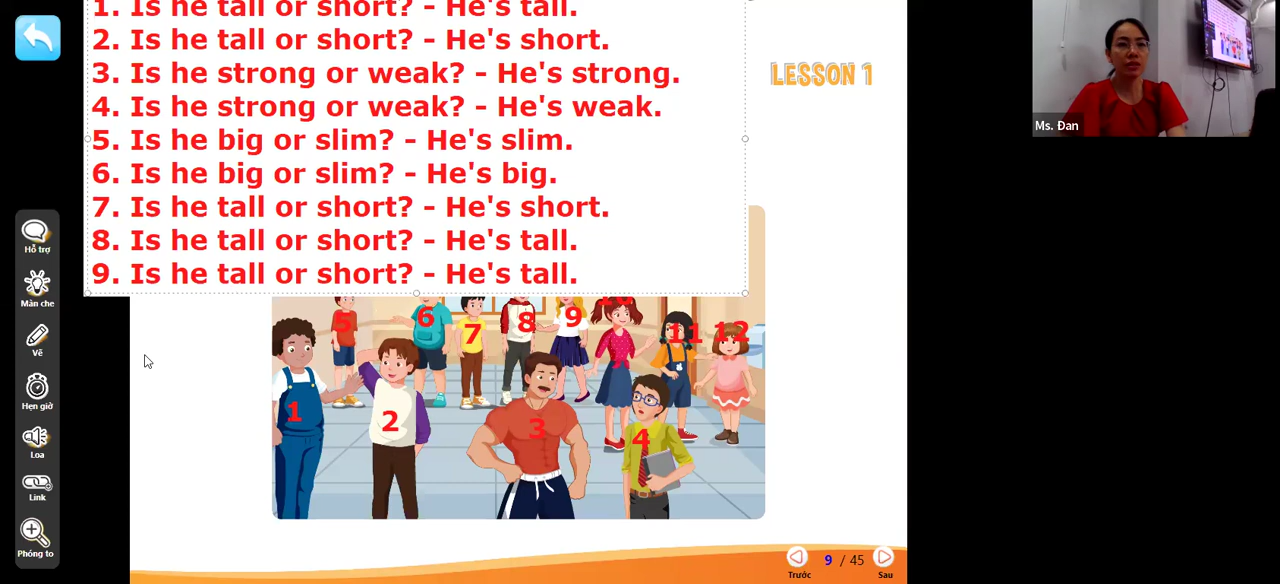 1. Is he tall or short? - He's tall.
2. Is he tall or short? - He's short.
3. Is he strong or weak? - He's strong.
4. Is he strong or weak? - He's weak.
5. Is he big or slim? - He's slim.
6. Is he big or slim? - He's big.
7. Is he tall or short? - He's short.
8. Is he tall or short? - He's tall.
9. Is he tall or short? - He's tall.
LESSON 1
Ms. Đan
Hỗ trợ
Màn che
Vẽ
Hẹn giờ
Loa
Link
Phóng to
5
6
7
8
9
10
11
12
1
2
3
4
Trước
9 / 45
Sau